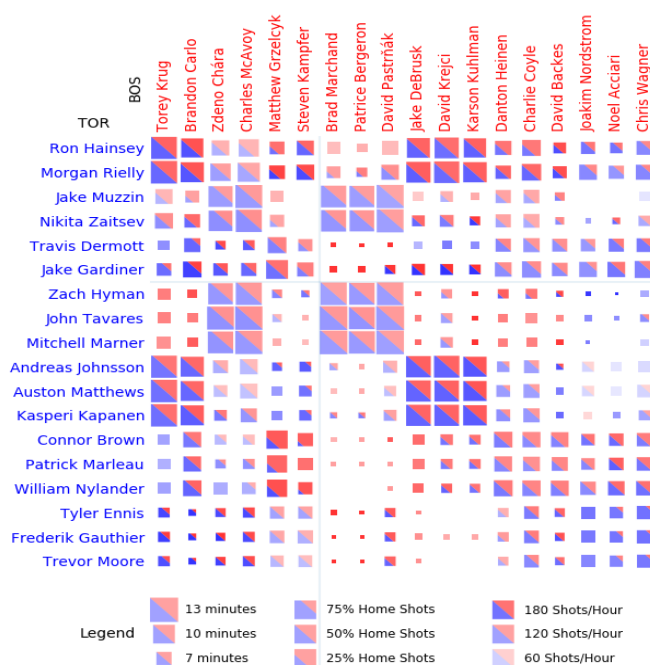 BOS
Torey Krug
Brandon Carlo
Zdeno Chára
Charles McAvoy
Matthew Grzelcyk
Steven Kampfer
Brad Marchand
Patrice Bergeron
David Pastrňák
Jake DeBrusk
David Krejci
Karson Kuhlman
Danton Heinen
Charlie Coyle
David Backes
Joakim Nordstrom
Noel Acciari
Chris Wagner
TOR
Ron Hainsey
Morgan Rielly
Jake Muzzin
Nikita Zaitsev
Travis Dermott
Jake Gardiner
Zach Hyman
John Tavares
Mitchell Marner
Andreas Johnsson
Auston Matthews
Kasperi Kapanen
Connor Brown
Patrick Marleau
William Nylander
Tyler Ennis
Frederik Gauthier
Trevor Moore
Legend
13 minutes
10 minutes
7 minutes
75% Home Shots
50% Home Shots
25% Home Shots
180 Shots/Hour
120 Shots/Hour
60 Shots/Hour